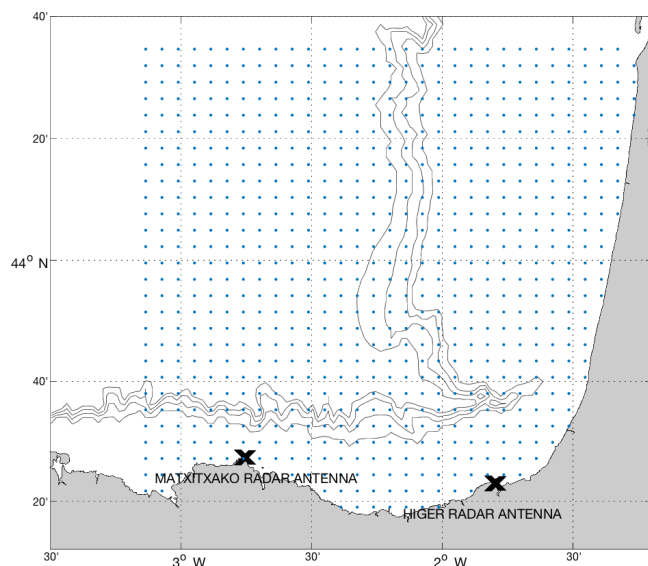 40'
20'
44° N
40'
MATXITXAKO RADAR ANTENNA
20'
HIGER RADAR ANTENNA
30' 3° W 30' 2° W 30'